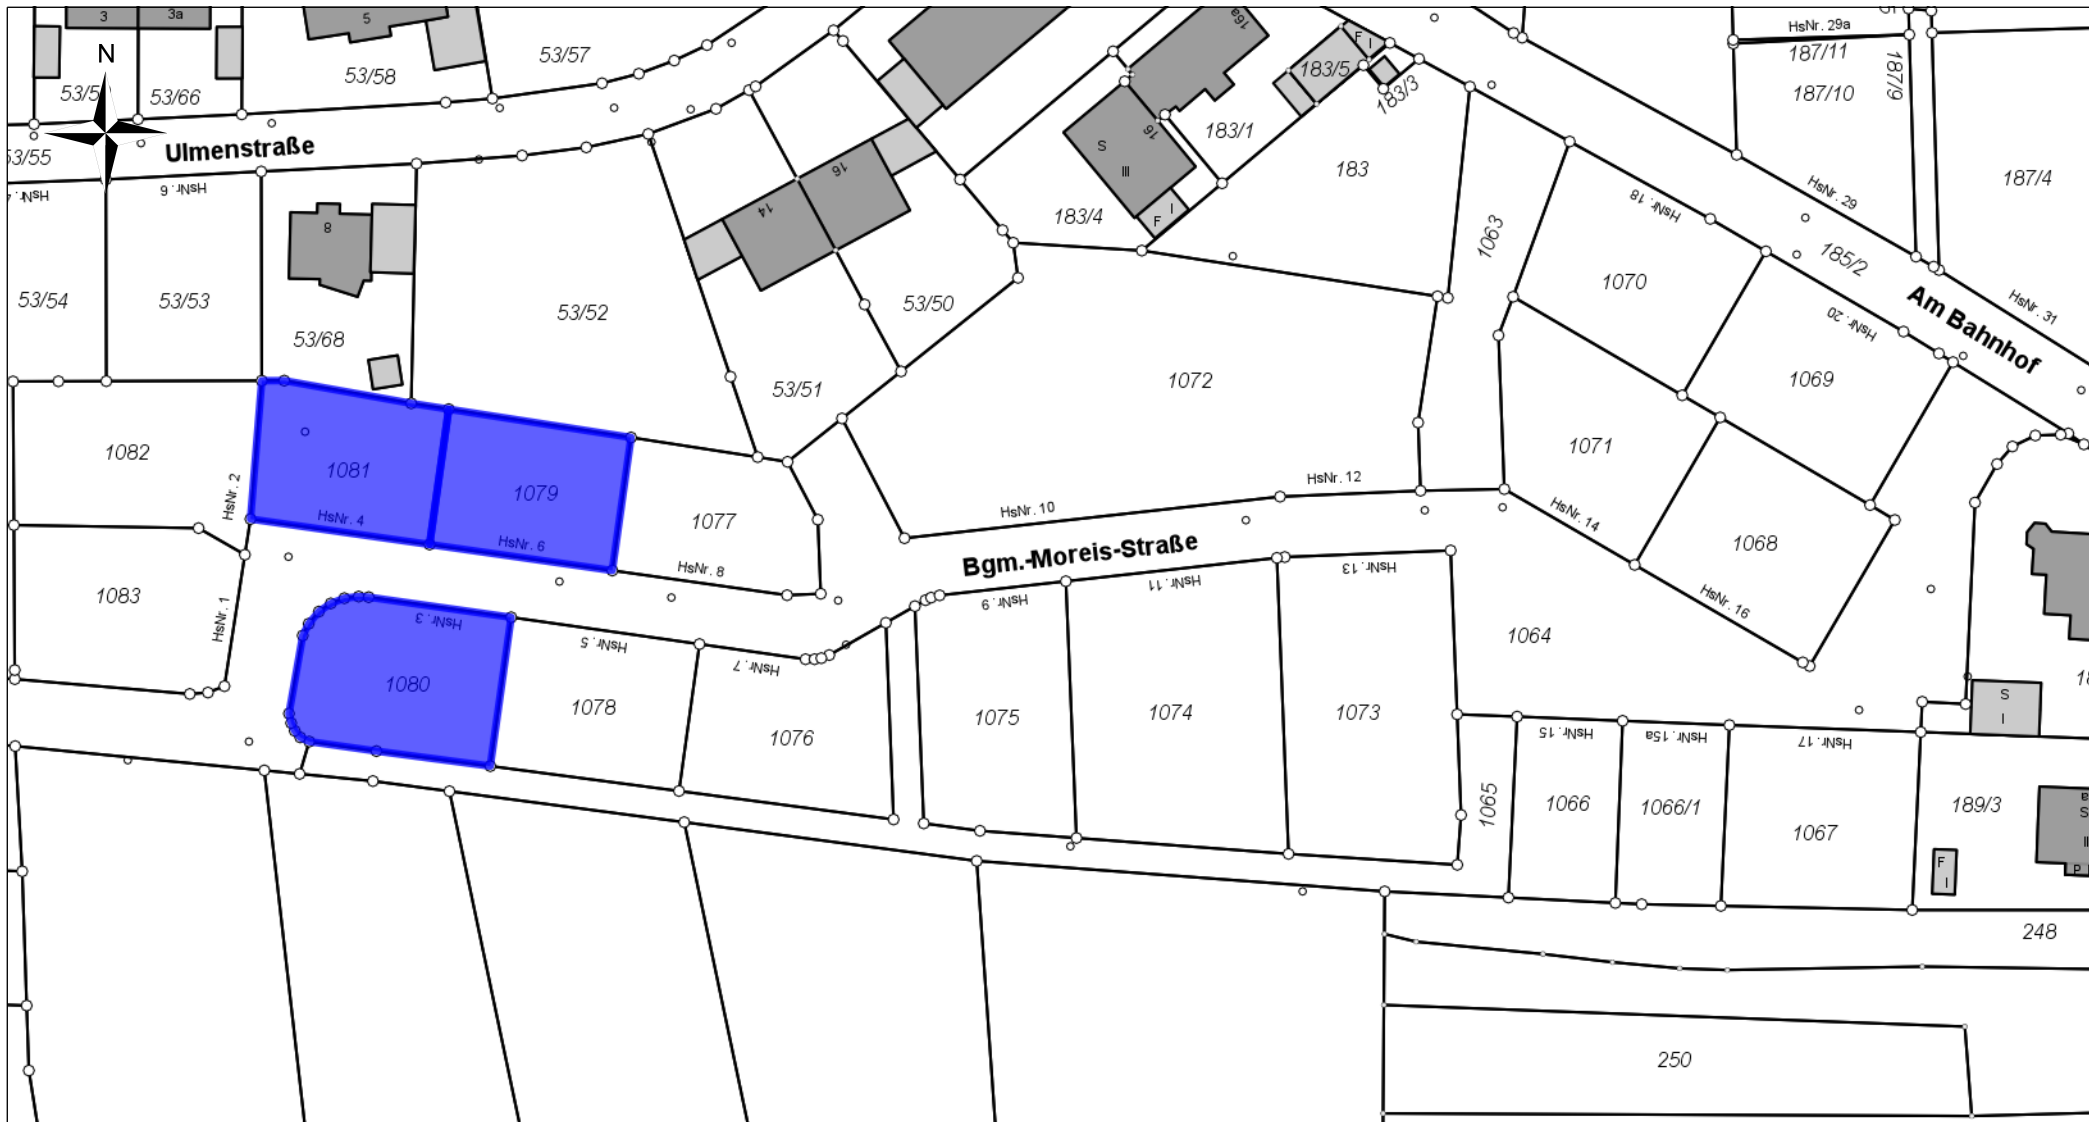 3
3a
5
N
53/58
53/57
53/66
Ulmenstraße
53/55
HsNr. 6
53/54
53/53
8
53/68
53/52
14
16
53/50
53/51
16a
16
S
III
F
I
183/4
183/1
183/5
F
I
183/3
183
1063
HsNr. 29a
187/11
187/10
187/9
187/4
HsNr. 29
185/2
HsNr. 18
1070
Am Bahnhof
HsNr. 31
HsNr. 20
1069
1072
1071
HsNr. 12
HsNr. 10
HsNr. 14
1068
HsNr. 16
1082
HsNr. 2
1081
HsNr. 4
1079
HsNr. 6
1077
HsNr. 8
Bgm.-Moreis-Straße
1083
HsNr. 1
HsNr. 3
1080
HsNr. 5
1078
HsNr. 7
1076
HsNr. 9
1075
HsNr. 11
1074
HsNr. 13
1073
1064
1065
HsNr. 15
1066
HsNr. 15a
1066/1
HsNr. 17
1067
S
I
189/3
F
I
a
S
II
P
248
250